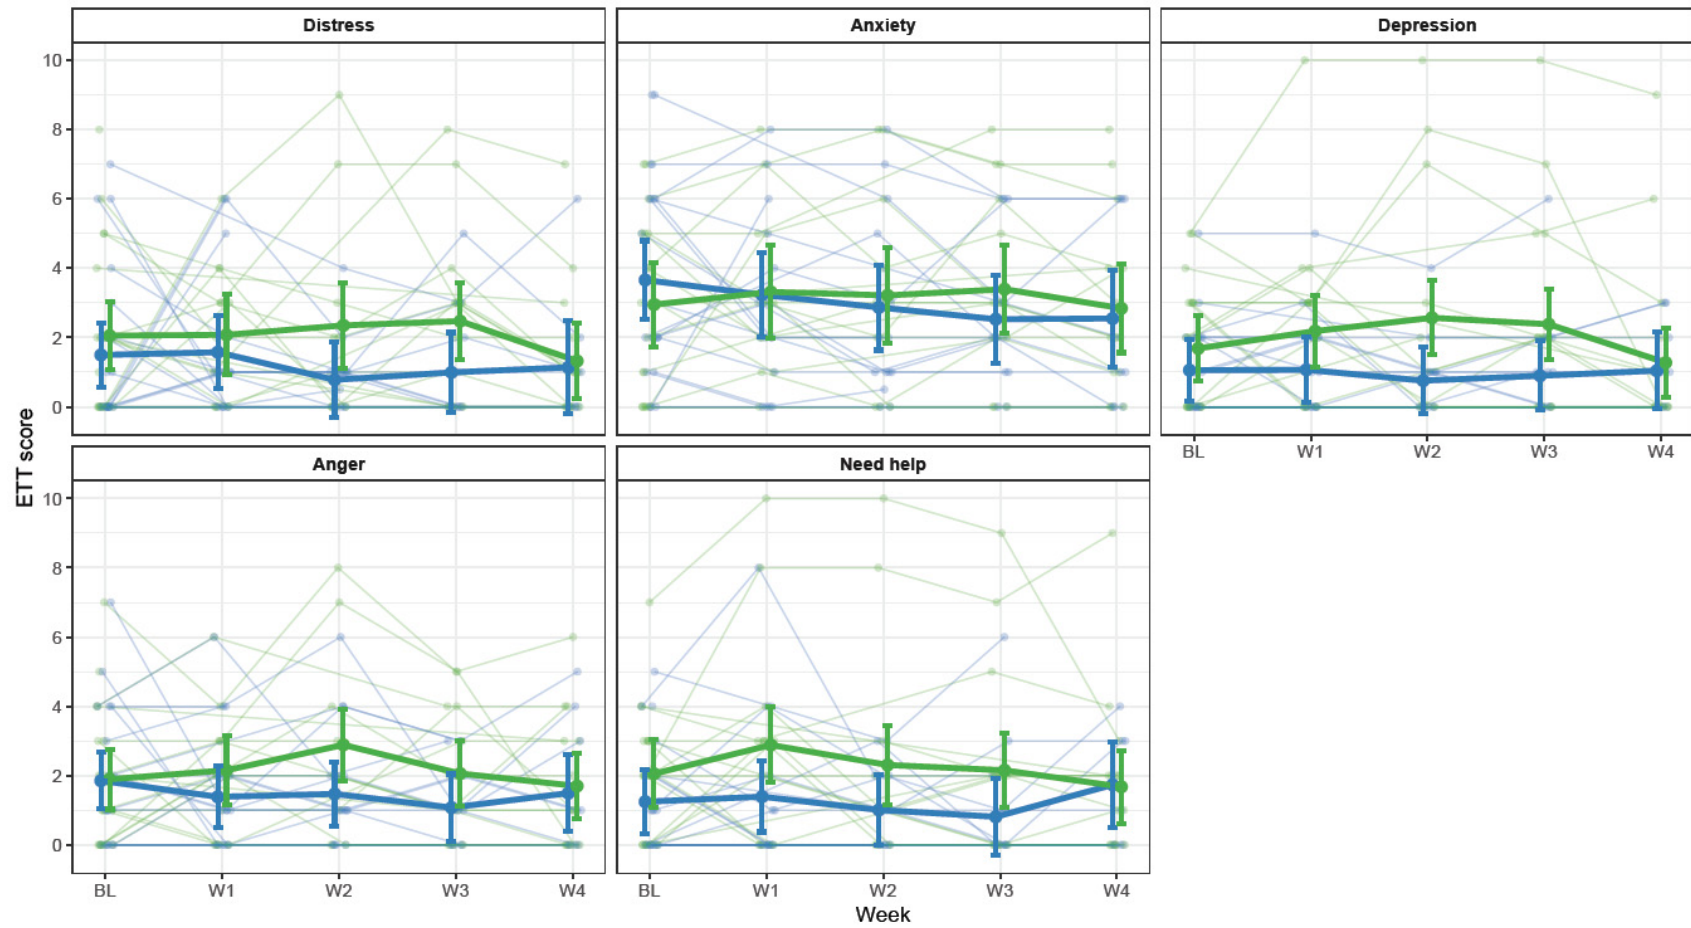 Distress
Anxiety
Depression
10
8
6
4
2
0
BL W1 W2 W3 W4
ETT score
Anger
Need help
10
8
6
4
2
0
BL W1 W2 W3 W4
BL W1 W2 W3 W4
Week